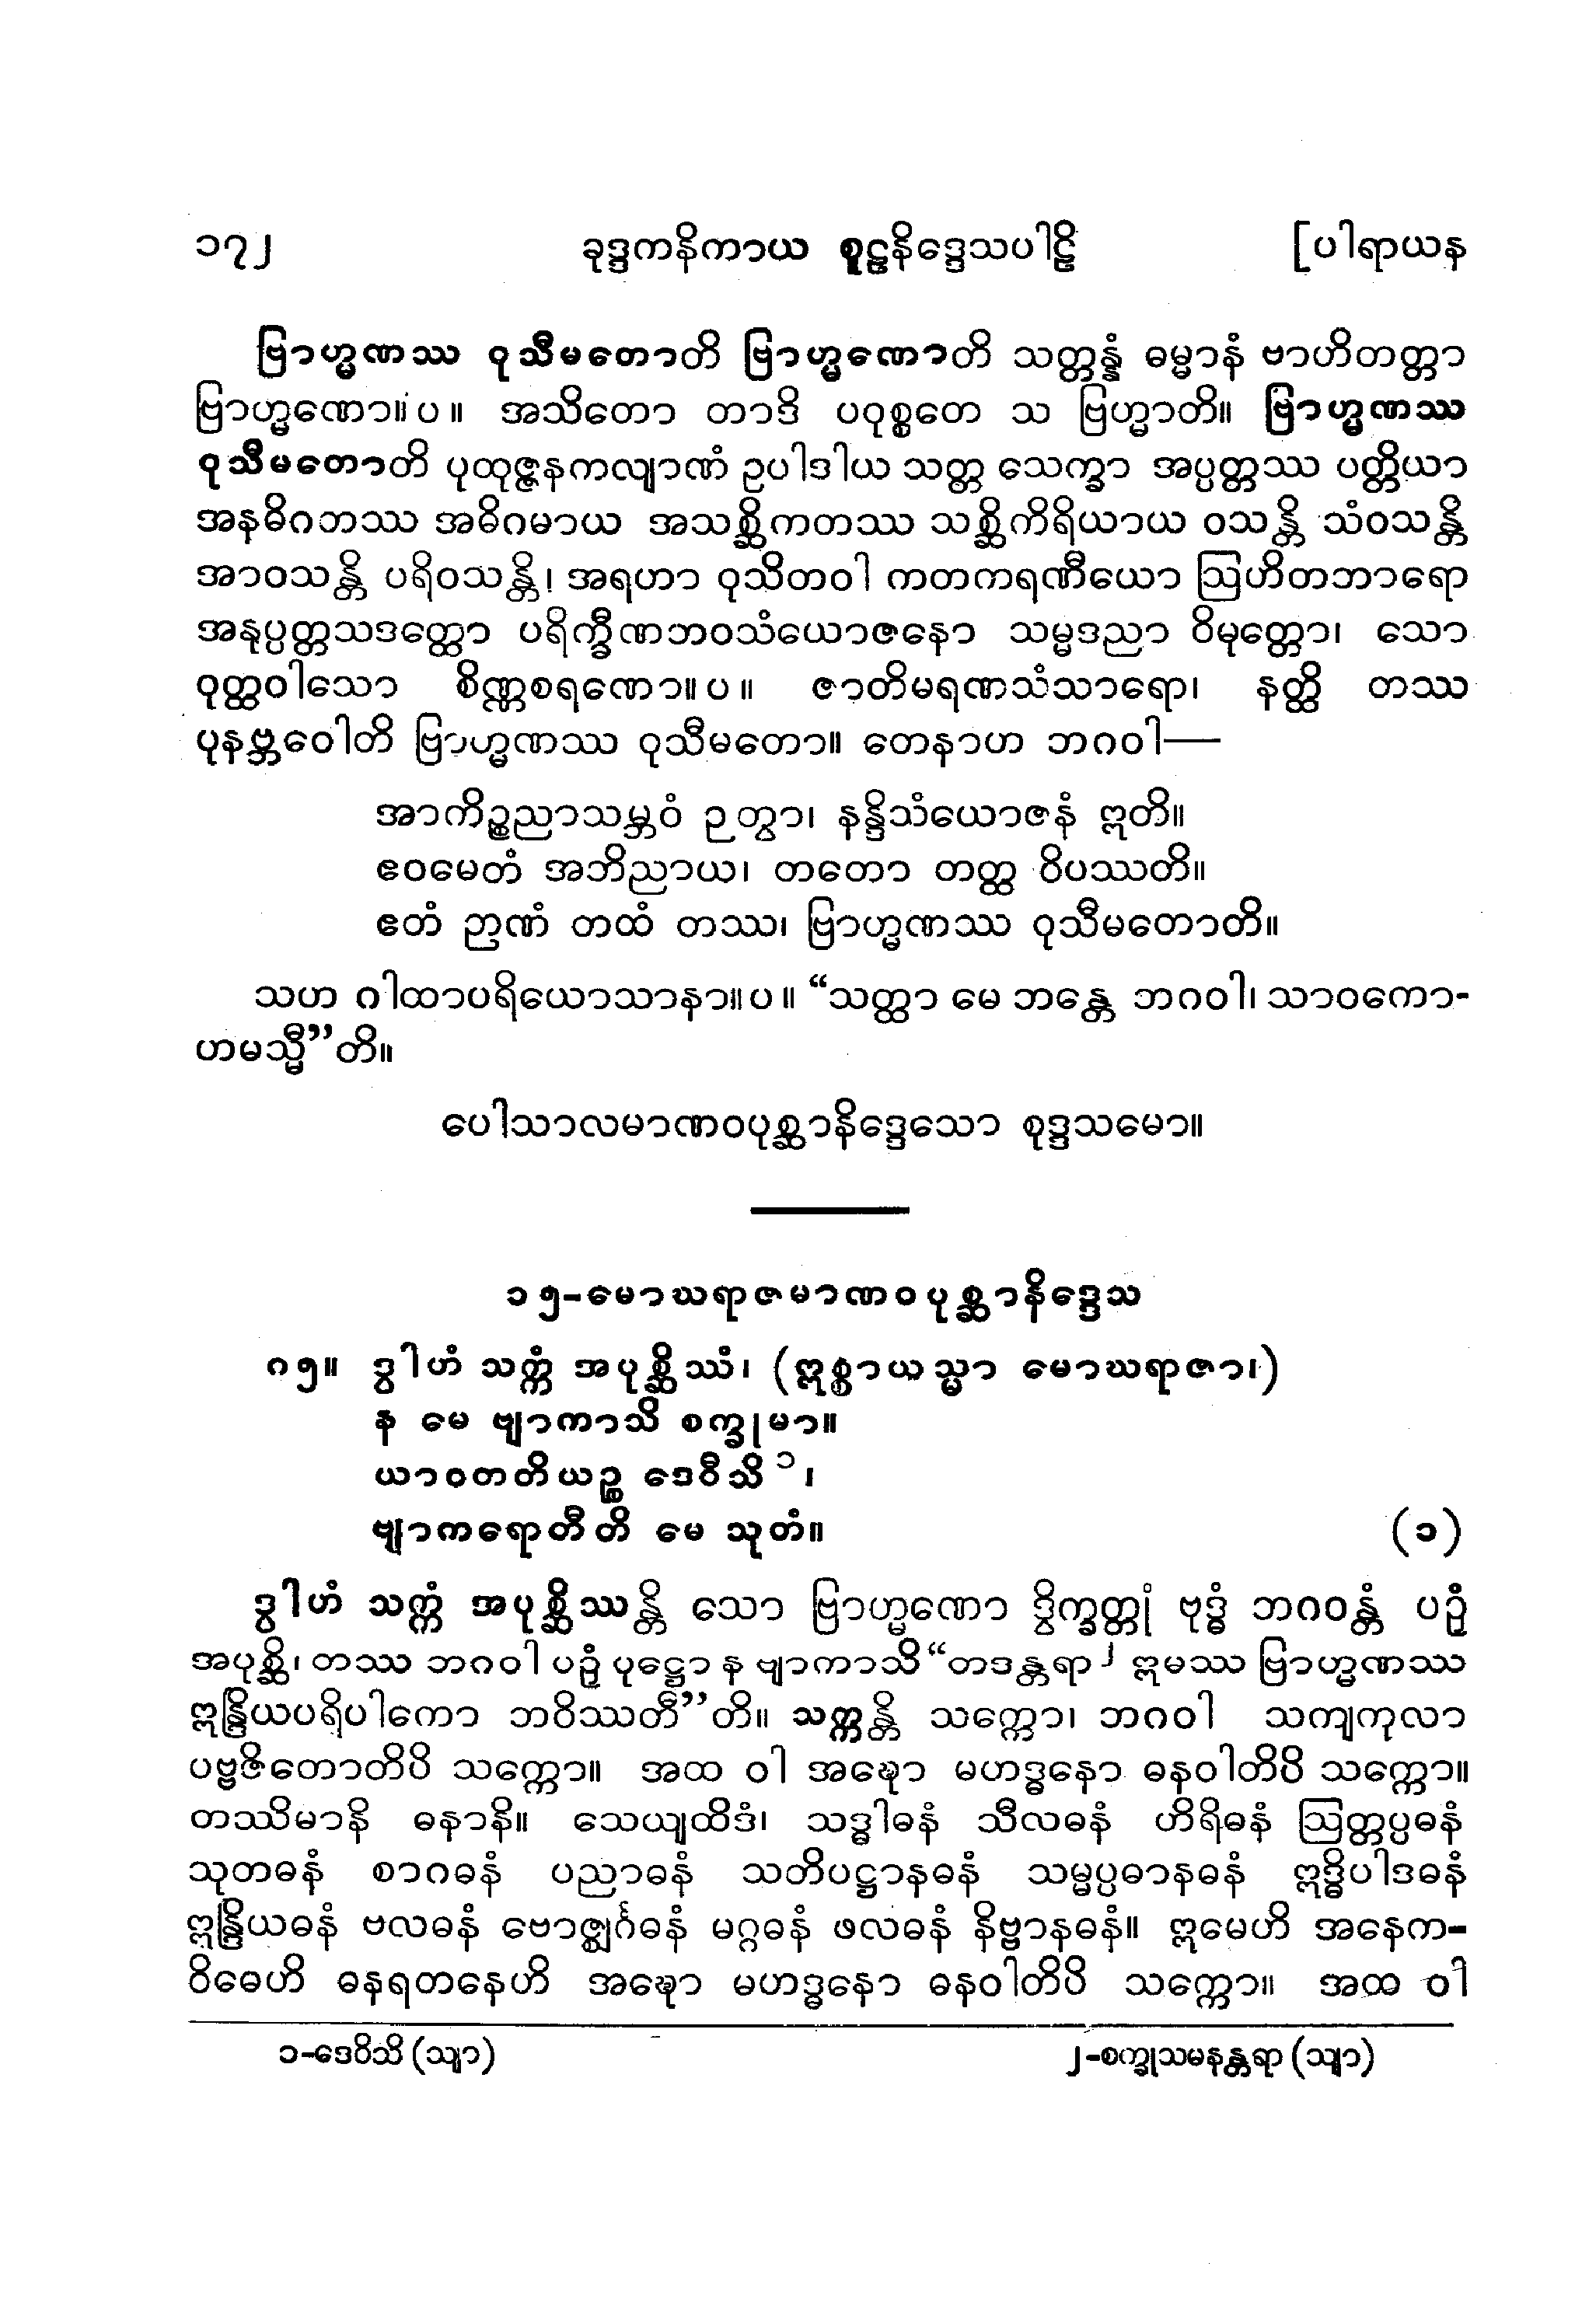 ၁၇၂ ခုဒ္ဒကနိကာယ စူဠနိဒ္ဒေသပါဠိ [ပါရာယန
ဗြာဟ္မဏဿ ဝုသီမတောတိ ဗြာဟ္မဏောတိ သတ္တန္နံ ဓမ္မာနံ ဗာဟိတတ္တာ
ဗြာဟ္မဏော။ပ။ အသိတော တာဒိ ပဝုစ္စတေ သ ဗြဟ္မာတိ။ ဗြာဟ္မဏဿ
ဝုသီမတောတိ ပုထုဇ္ဇနကလျာဏံ ဥပါဒါယ သတ္တ သေက္ခာ အပ္ပတ္တဿ ပတ္တိယာ
အနဓိဂတဿ အဓိဂမာယ အသစ္ဆိကတဿ သစ္ဆိကိရိယာယ ဝသန္တိ သံဝသန္တိ
အာဝသန္တိ ပရိဝသန္တိ၊ အရဟာ ဝုသိတဝါ ကတကရဏီယော ဩဟိတဘာရော
အနုပ္ပတ္တသဒတ္ထော ပရိက္ခီဏဘဝသံယောဇနော သမ္မဒညာ ဝိမုတ္တော၊ သော
ဝုတ္ထဝါသော စိဏ္ဏစရဏော။ပ။ ဇာတိမရဏသံသာရော၊ နတ္ထိ တဿ
ပုနဗ္ဘဝေါတိ ဗြာဟ္မဏဿ ဝုသီမတော။ တေနာဟ ဘဂဝါ—
အာကိဉ္စညာသမ္ဘဝံ ဉတွာ၊ နန္ဒိသံယောဇနံ ဣတိ။
ဧဝမေတံ အဘိညာယ၊ တတော တတ္ထ ဝိပဿတိ။
ဧတံ ဉာဏံ တထံ တဿ၊ ဗြာဟ္မဏဿ ဝုသီမတောတိ။
သဟ ဂါထာပရိယောသာနာ။ပ။ “သတ္ထာ မေ ဘန္တေ ဘဂဝါ၊ သာဝကော-
ဟမသ္မီ”တိ။
ပေါသာလမာဏဝပုစ္ဆာနိဒ္ဒေသော စုဒ္ဒသမော။
၁၅-မောဃရာဇမာဏဝပုစ္ဆာနိဒ္ဒေသ
၈၅။ ဒွါဟံ သက္ကံ အပုစ္ဆိဿံ၊ (ဣစ္စာယသ္မာ မောဃရာဇာ၊)
န မေ ဗျာကာသိ စက္ခုမာ။
ယာဝတတိယဉ္စ ဒေဝီသိ၁၊
ဗျာကရောတီတိ မေ သုတံ။ (၁)
ဒွါဟံ သက္ကံ အပုစ္ဆိဿန္တိ သော ဗြာဟ္မဏော ဒွိက္ခတ္တုံ ဗုဒ္ဓံ ဘဂဝန္တံ ပဉှံ
အပုစ္ဆိ၊ တဿ ဘဂဝါ ပဉှံ ပုဋ္ဌော န ဗျာကာသိ “တဒန္တရာ၂ ဣမဿ ဗြာဟ္မဏဿ
ဣန္ဒြိယပရိပါကော ဘဝိဿတီ”တိ။ သက္ကန္တိ သက္ကော၊ ဘဂဝါ သကျကုလာ
ပဗ္ဗဇိတောတိပိ သက္ကော။ အထ ဝါ အဍ္ဎော မဟဒ္ဓနော ဓနဝါတိပိ သက္ကော။
တဿိမာနိ ဓနာနိ။ သေယျထိဒံ၊ သဒ္ဓါဓနံ သီလဓနံ ဟိရိဓနံ ဩတ္တပ္ပဓနံ
သုတဓနံ စာဂဓနံ ပညာဓနံ သတိပဋ္ဌာနဓနံ သမ္မပ္ပဓာနဓနံ ဣဒ္ဓိပါဒဓနံ
ဣန္ဒြိယဓနံ ဗလဓနံ ဗောဇ္ဈင်္ဂဓနံ မဂ္ဂဓနံ ဖလဓနံ နိဗ္ဗာနဓနံ။ ဣမေဟိ အနေက-
ဝိဓေဟိ ဓနရတနေဟိ အဍ္ဎော မဟဒ္ဓနော ဓနဝါတိပိ သက္ကော။ အထ ဝါ
၁-ဒေဝိသိ (သျာ) ၂-စက္ခုသမနန္တရာ (သျာ)